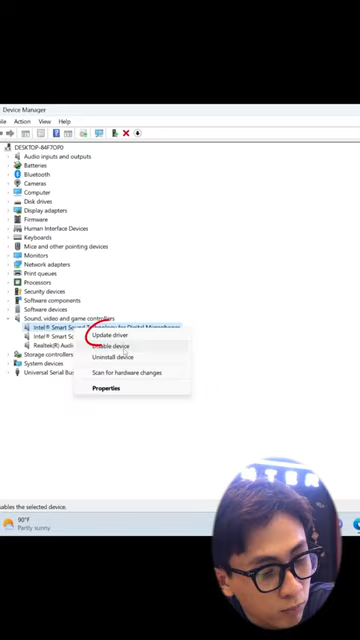 Device Manager
Action View Help
DESKTOP-84F7OP0
Audio inputs and outputs
Batteries
Bluetooth
Cameras
Computer
Disk drives
Display adapters
Firmware
Human Interface Devices
Keyboards
Mice and other pointing devices
Monitors
Network adapters
Print queues
Processors
Security devices
Software components
Software devices
Sound, video and game controllers
Intel® Smart Sound Technology for Digital Microphones
Intel® Smart
Realtek(R) Audi
Storage controllers
System devices
Universal Serial Bus
Update driver
Disable device
Uninstall device
Scan for hardware changes
Properties
the selected device.
90°F
Partly sunny